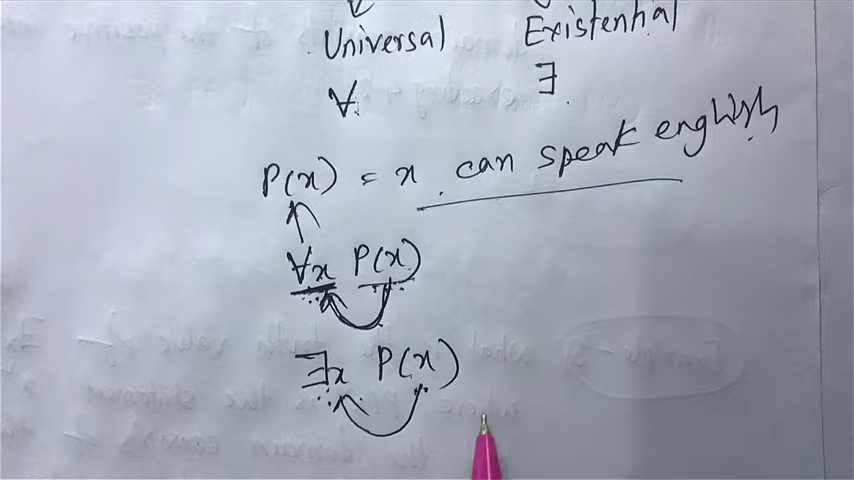 Universal Existential
∀ ∃
P(x) = x can speak english
∀x P(x)
∃x P(x)